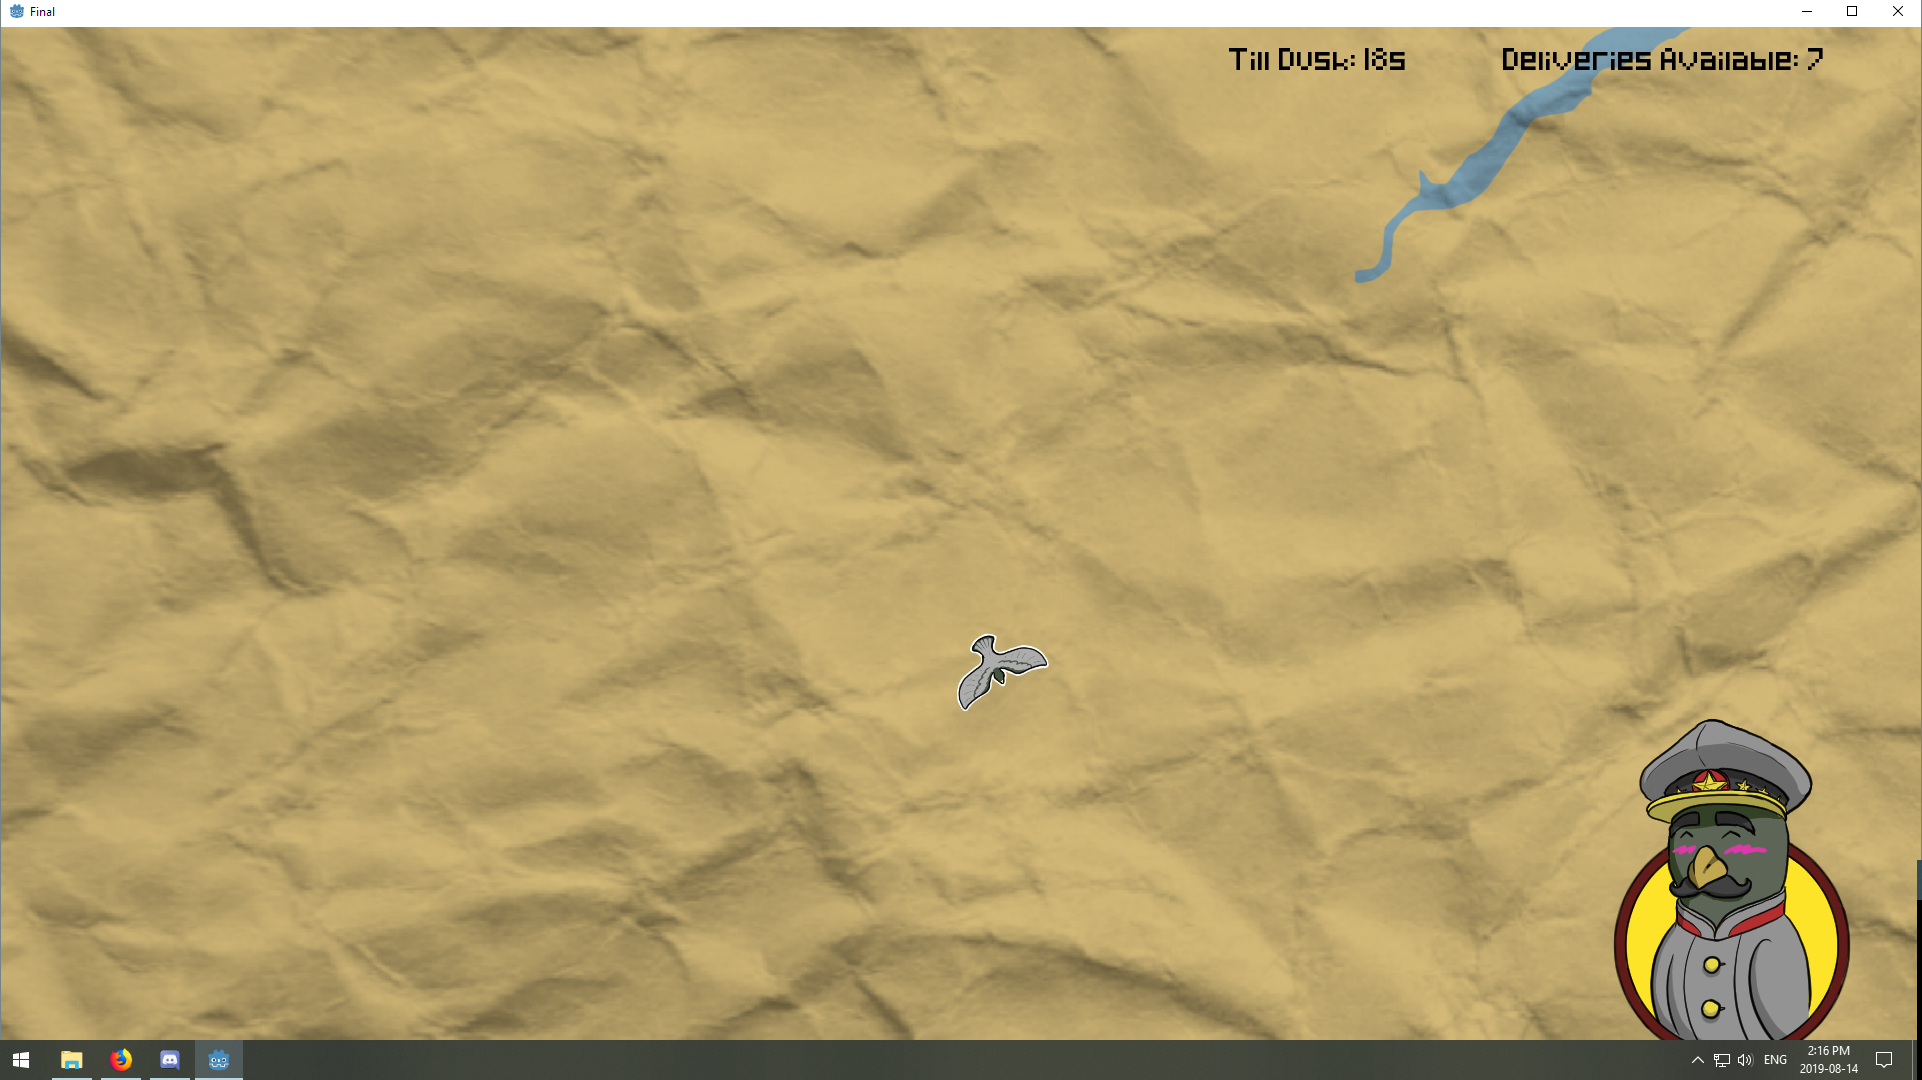 Final
Till Dusk: 18s
Deliveries Available: 7
ENG
2:16 PM
2019-08-14